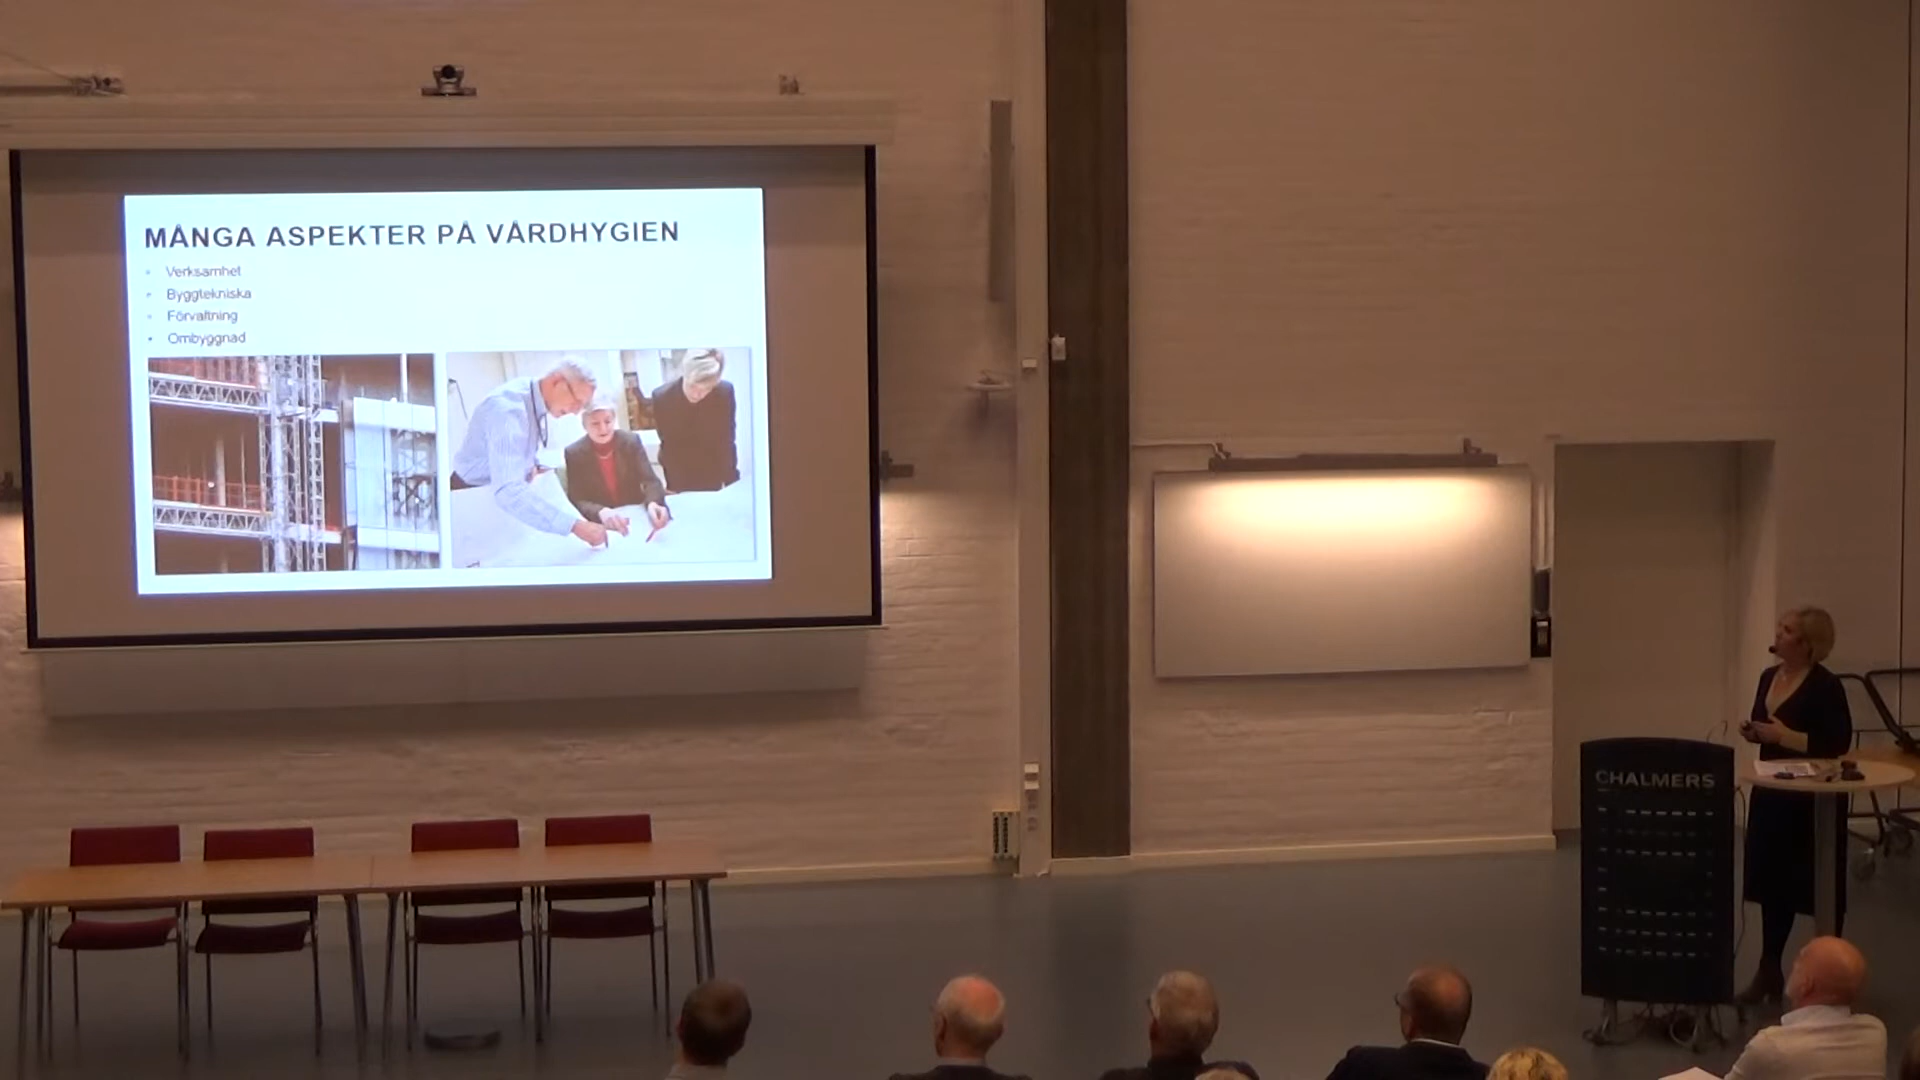 MÅNGA ASPEKTER PÅ VÅRDHYGIEN
Verksamhet
Byggtekniska
Förvaltning
Ombyggnad
CHALMERS